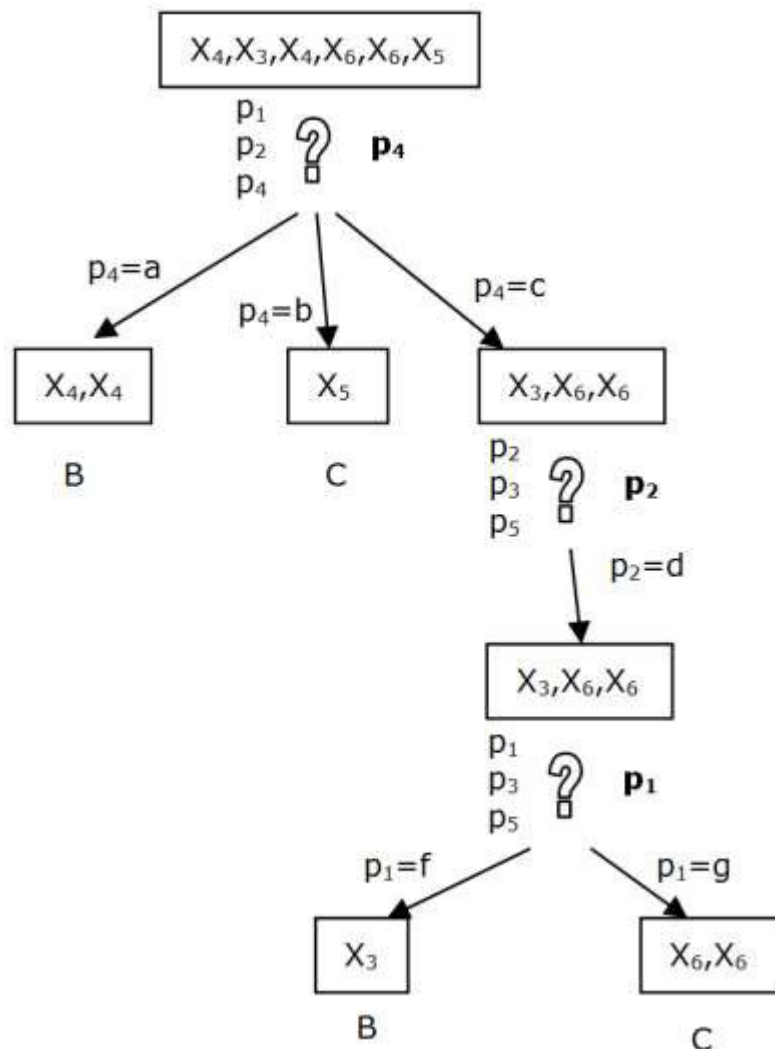 X₄,X₃,X₄,X₆,X₆,X₅
p₁
p₂
p₄
?
p₄
p₄=a
p₄=b
p₄=c
X₄,X₄
X₅
X₃,X₆,X₆
B
C
p₂
p₃
p₅
?
p₂
p₂=d
X₃,X₆,X₆
p₁
p₃
p₅
?
p₁
p₁=f
p₁=g
X₃
X₆,X₆
B
C